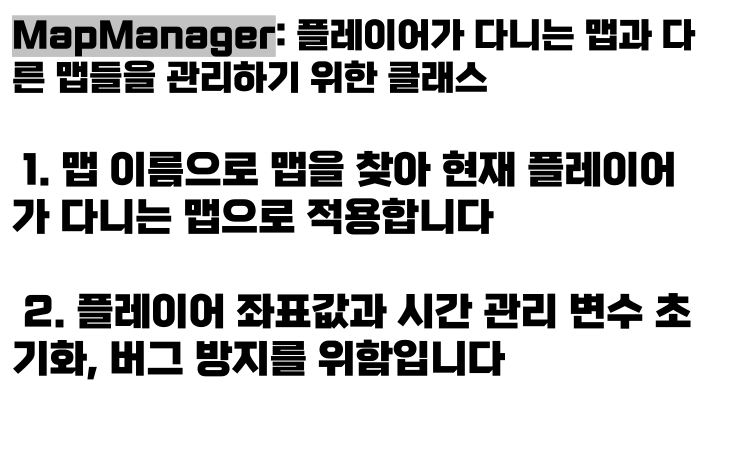 MapManager: 플레이어가 다니는 맵과 다
른 맵들을 관리하기 위한 클래스
1. 맵 이름으로 맵을 찾아 현재 플레이어
가 다니는 맵으로 적용합니다
2. 플레이어 좌표값과 시간 관리 변수 초
기화, 버그 방지를 위함입니다